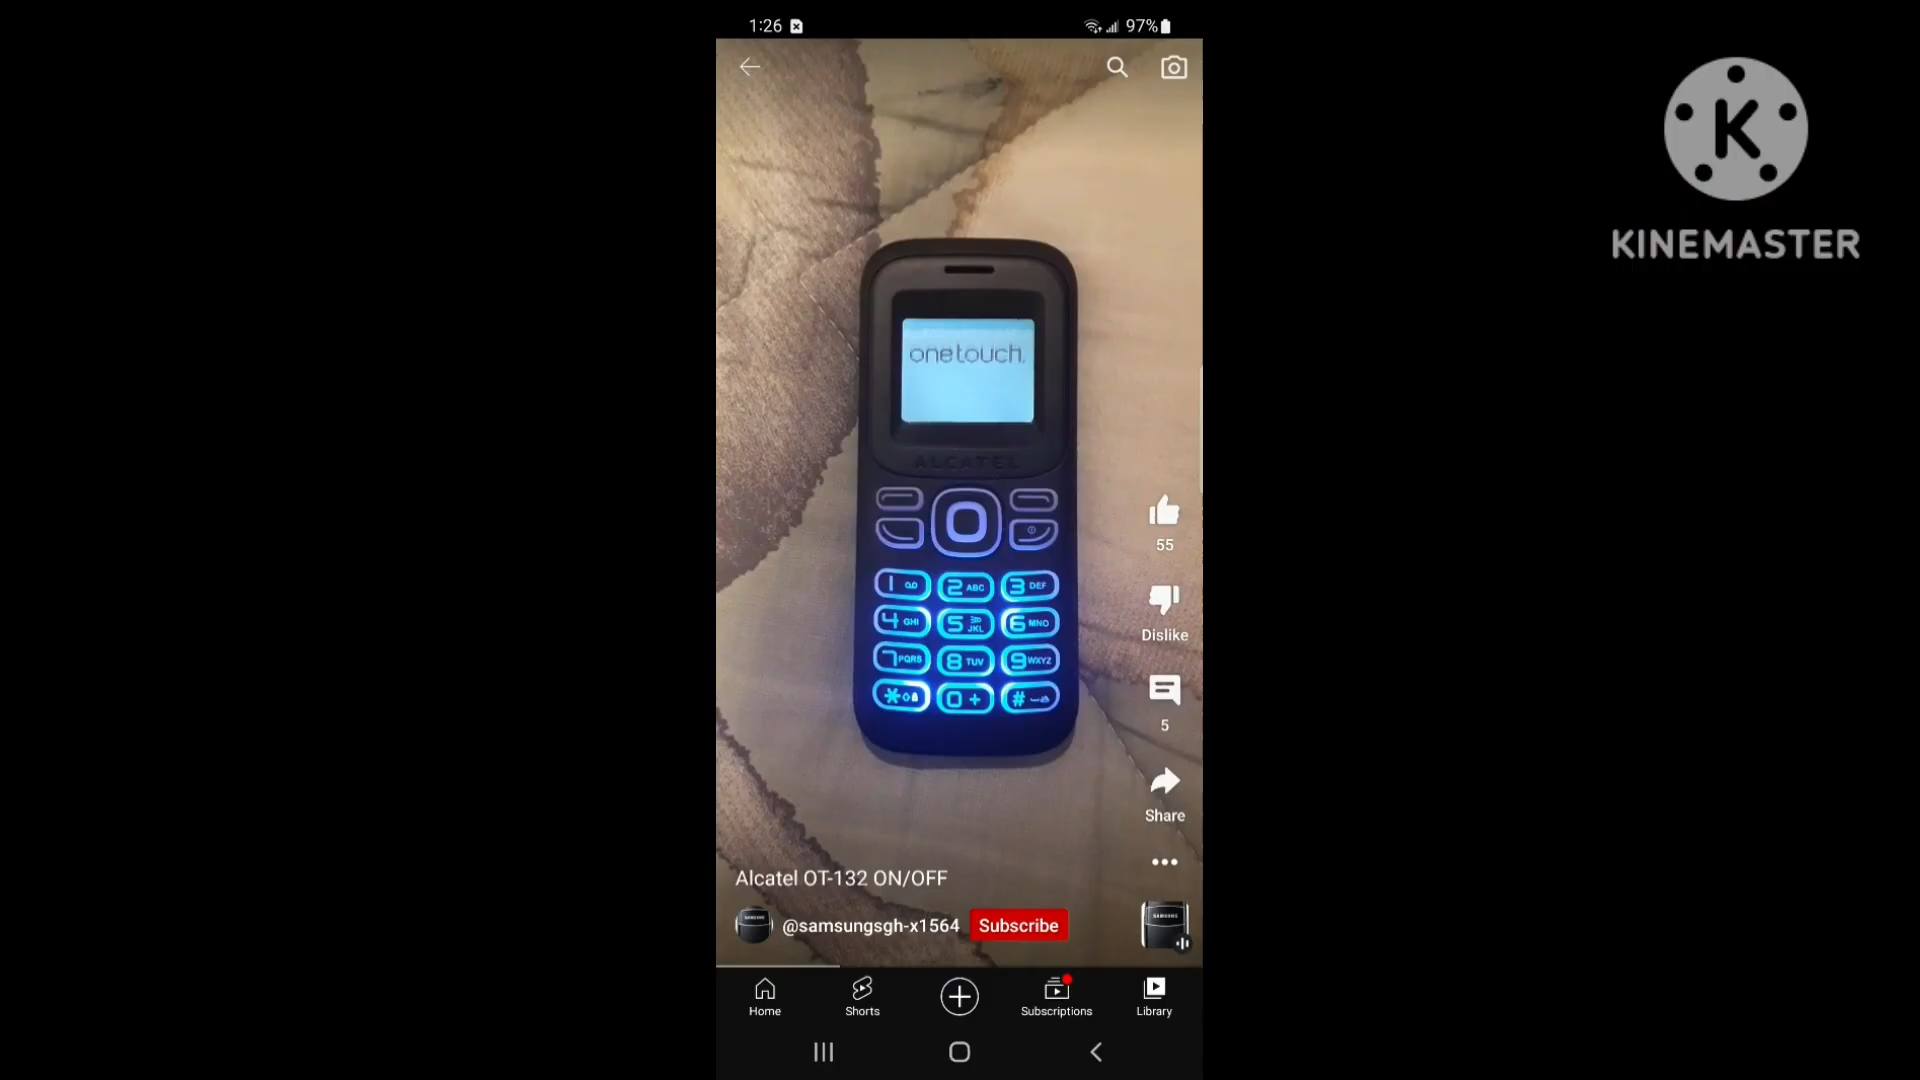 1:26
97%
KINEMASTER
onetouch.
ALCATEL
1
2 ABC
3 DEF
4 GHI
5 JKL
6 MNO
7 PQRS
8 TUV
9 WXYZ
*
0 +
#
55
Dislike
5
Share
Alcatel OT-132 ON/OFF
@samsungsgh-x1564
Subscribe
SAMSUNG
Home
Shorts
Subscriptions
Library